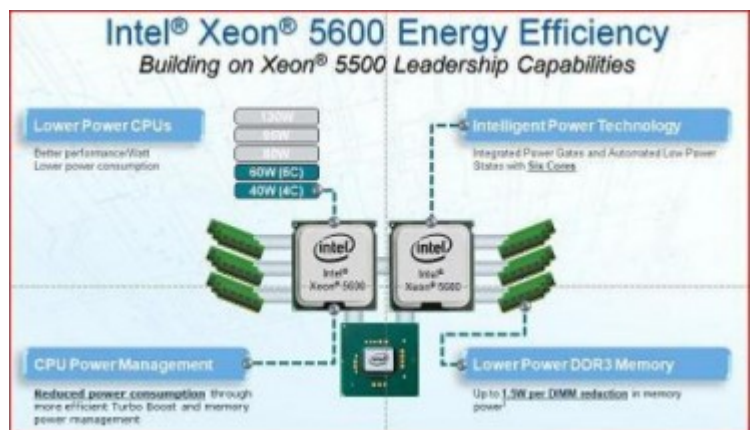 Intel® Xeon® 5600 Energy Efficiency
Building on Xeon® 5500 Leadership Capabilities
Lower Power CPUs
Better performance/Watt
Lower power consumption
130W
95W
80W
60W (6C)
40W (4C)
Intelligent Power Technology
Integrated Power Gates and Automated Low Power
States with Six Cores
intel
Intel®
Xeon® 5600
intel
Intel®
Xeon® 5600
intel
CPU Power Management
Reduced power consumption through
more efficient Turbo Boost and memory
power management
Lower Power DDR3 Memory
Up to 1.5W per DIMM reduction in memory
power